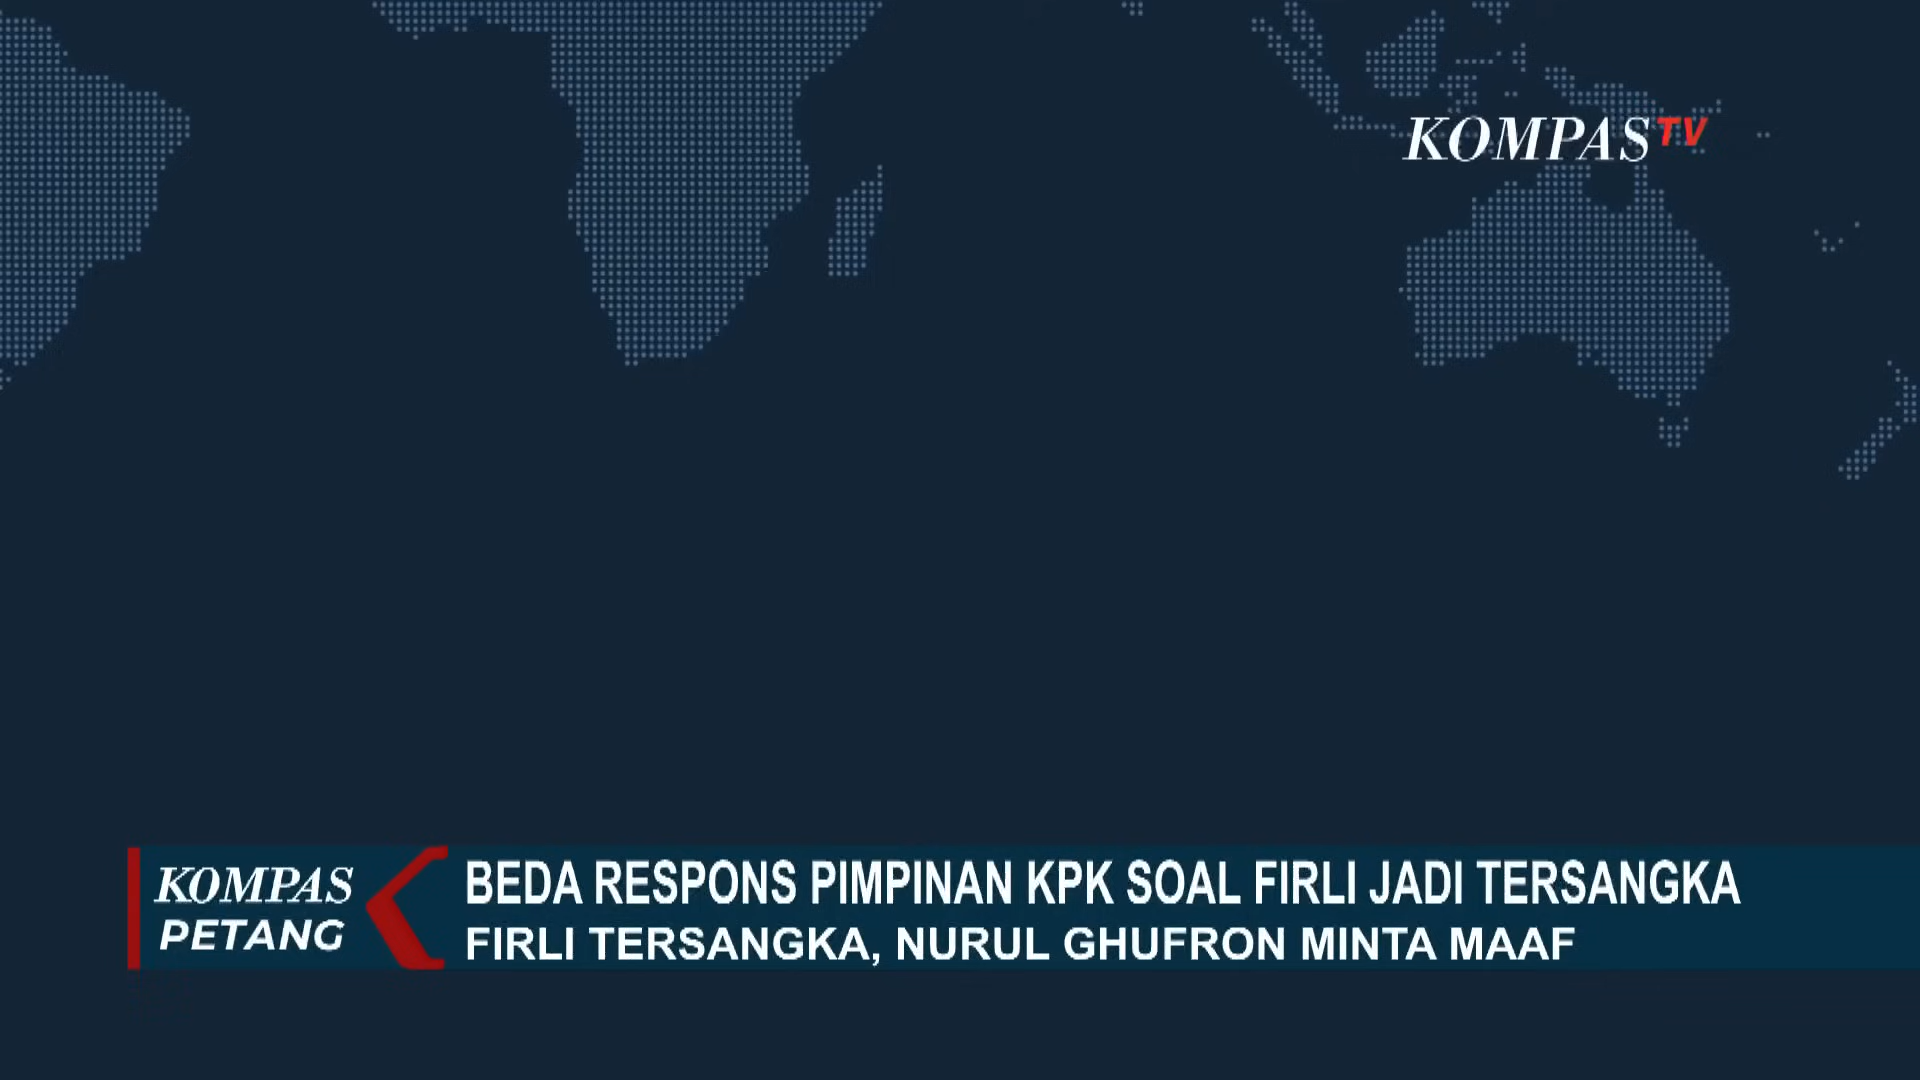 KOMPAS TV
KOMPAS
PETANG
BEDA RESPONS PIMPINAN KPK SOAL FIRLI JADI TERSANGKA
FIRLI TERSANGKA, NURUL GHUFRON MINTA MAAF